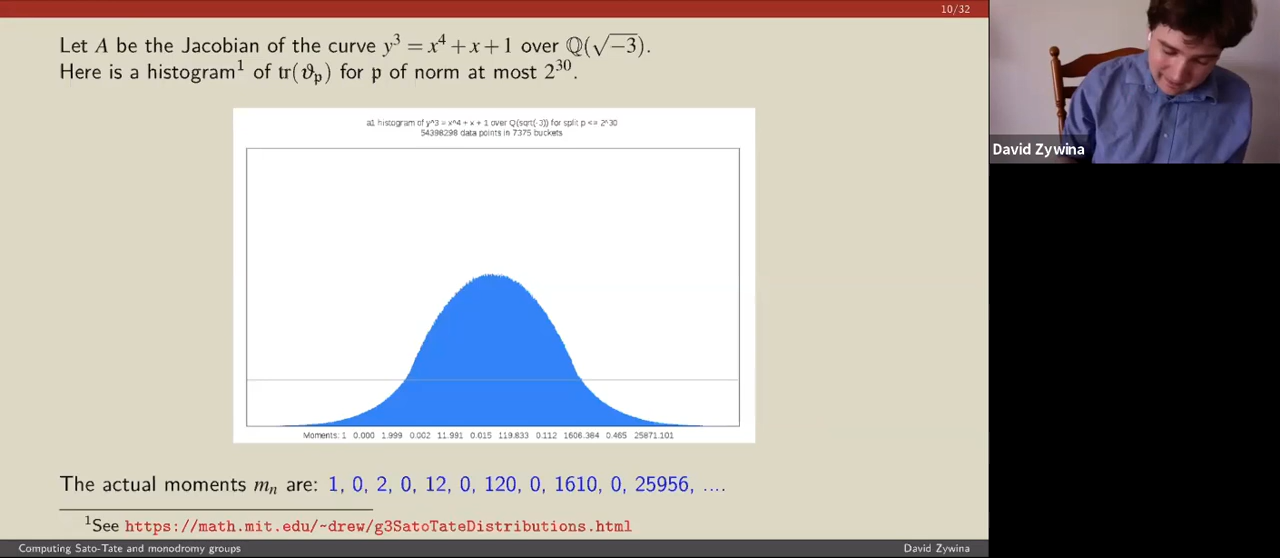 10/32
Let A be the Jacobian of the curve y³ = x⁴ + x + 1 over ℚ(√−3).
Here is a histogram¹ of tr(ϑ𝔭) for 𝔭 of norm at most 2³⁰.
David Zywina
a1 histogram of y^3 = x^4 + x + 1 over Q(sqrt(-3)) for split p <= 2^30
54398298 data points in 7375 buckets
Moments: 1 0.000 1.999 0.002 11.991 0.015 119.833 0.112 1606.384 0.465 25871.101
The actual moments mₙ are: 1, 0, 2, 0, 12, 0, 120, 0, 1610, 0, 25956, ....
¹See https://math.mit.edu/~drew/g3SatoTateDistributions.html
Computing Sato-Tate and monodromy groups
David Zywina